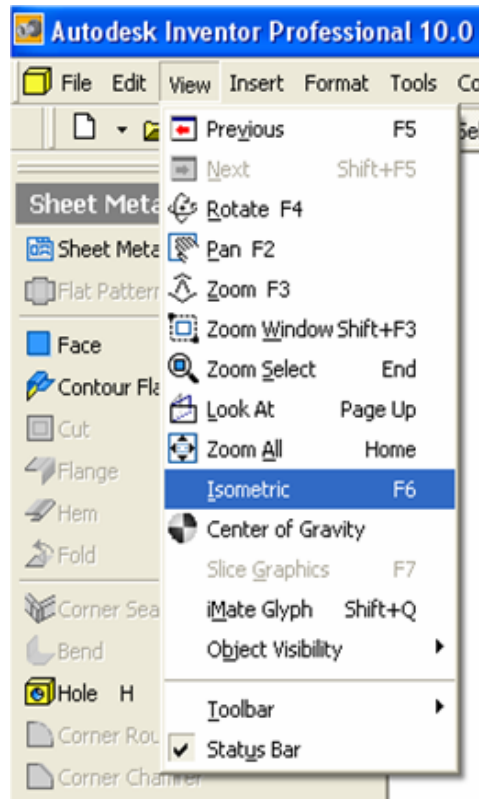 Autodesk Inventor Professional 10.0
File Edit View Insert Format Tools Co
Sel
Previous F5
Next Shift+F5
Rotate F4
Pan F2
Zoom F3
Zoom Window Shift+F3
Zoom Select End
Look At Page Up
Zoom All Home
Isometric F6
Center of Gravity
Slice Graphics F7
iMate Glyph Shift+Q
Object Visibility
Toolbar
Status Bar
Sheet Meta
Sheet Meta
Flat Pattern
Face
Contour Fla
Cut
Flange
Hem
Fold
Corner Sea
Bend
Hole H
Corner Rou
Corner Chamfer